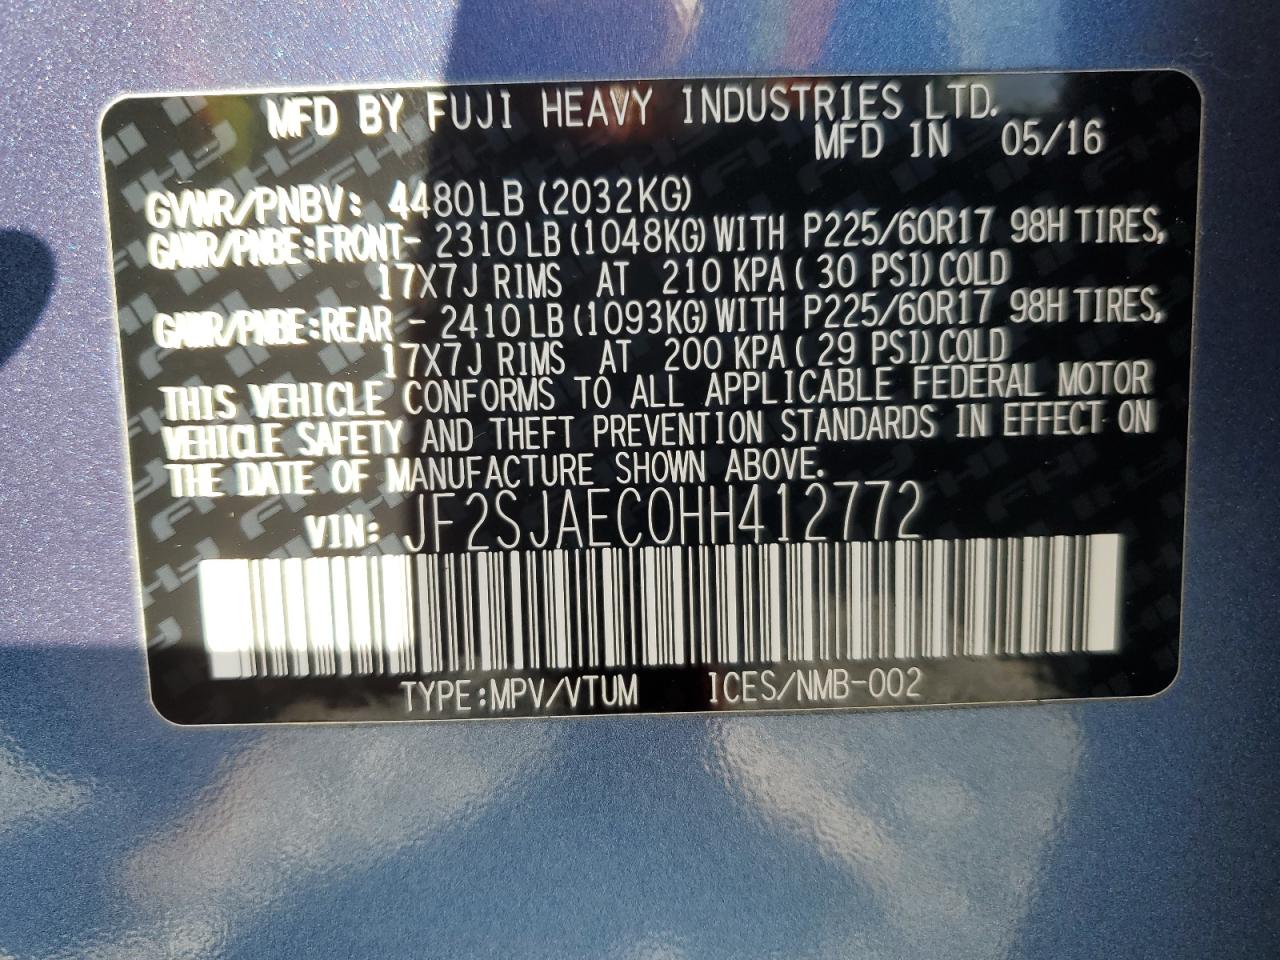 MFD BY FUJI HEAVY INDUSTRIES LTD.
MFD IN 05/16
GVWR/PNBV: 4480LB (2032KG)
GAWR/PNBE:FRONT- 2310LB(1048KG)WITH P225/60R17 98H TIRES,
17X7J RIMS AT 210 KPA(30 PSI)COLD
GAWR/PNBE:REAR - 2410LB(1093KG)WITH P225/60R17 98H TIRES,
17X7J RIMS AT 200 KPA(29 PSI)COLD
THIS VEHICLE CONFORMS TO ALL APPLICABLE FEDERAL MOTOR
VEHICLE SAFETY AND THEFT PREVENTION STANDARDS IN EFFECT ON
THE DATE OF MANUFACTURE SHOWN ABOVE.
VIN: JF2SJAEC0HH412772
TYPE:MPV/VTUM ICES/NMB-002